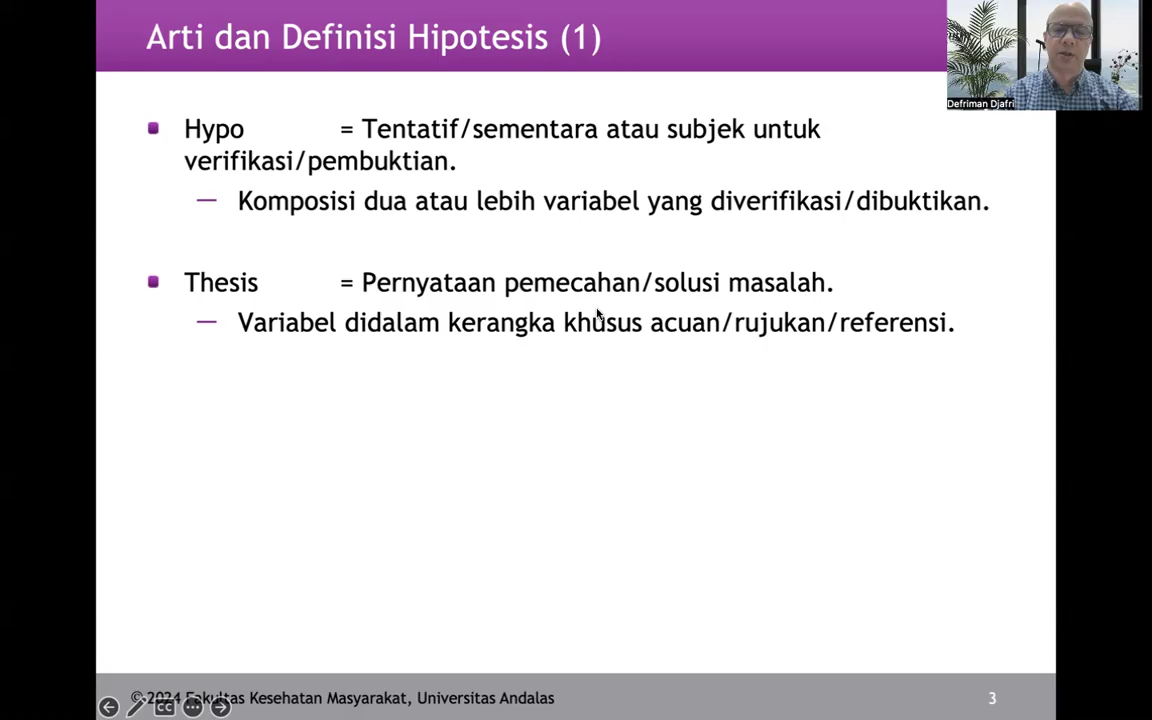 Arti dan Definisi Hipotesis (1)
Defriman Djafri
Hypo = Tentatif/sementara atau subjek untuk
verifikasi/pembuktian.
— Komposisi dua atau lebih variabel yang diverifikasi/dibuktikan.
Thesis = Pernyataan pemecahan/solusi masalah.
— Variabel didalam kerangka khusus acuan/rujukan/referensi.
©2024 Fakultas Kesehatan Masyarakat, Universitas Andalas
3
CC